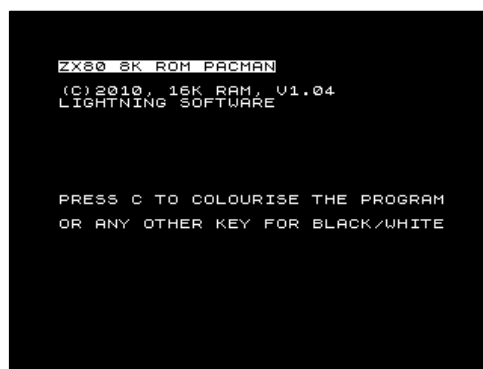 ZX80 8K ROM PACMAN
(C)2010, 16K RAM, V1.04
LIGHTNING SOFTWARE
PRESS C TO COLOURISE THE PROGRAM
OR ANY OTHER KEY FOR BLACK/WHITE